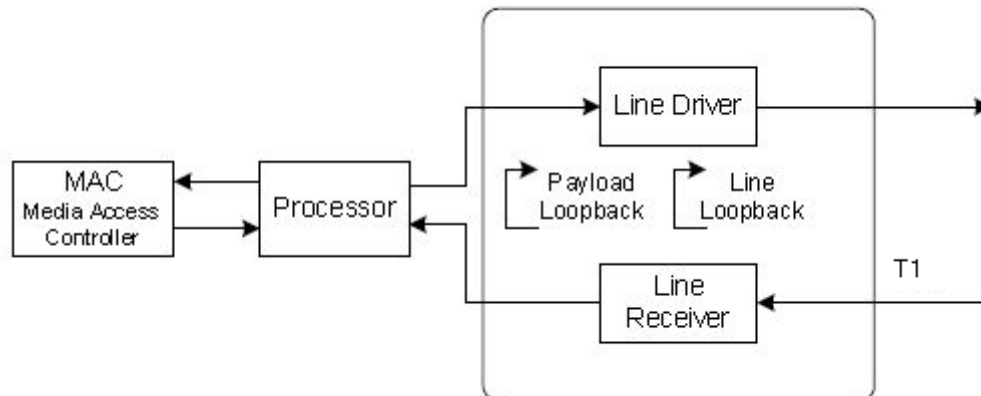 Line Driver
MAC
Media Access
Controller
Processor
Payload
Loopback
Line
Loopback
T1
Line
Receiver